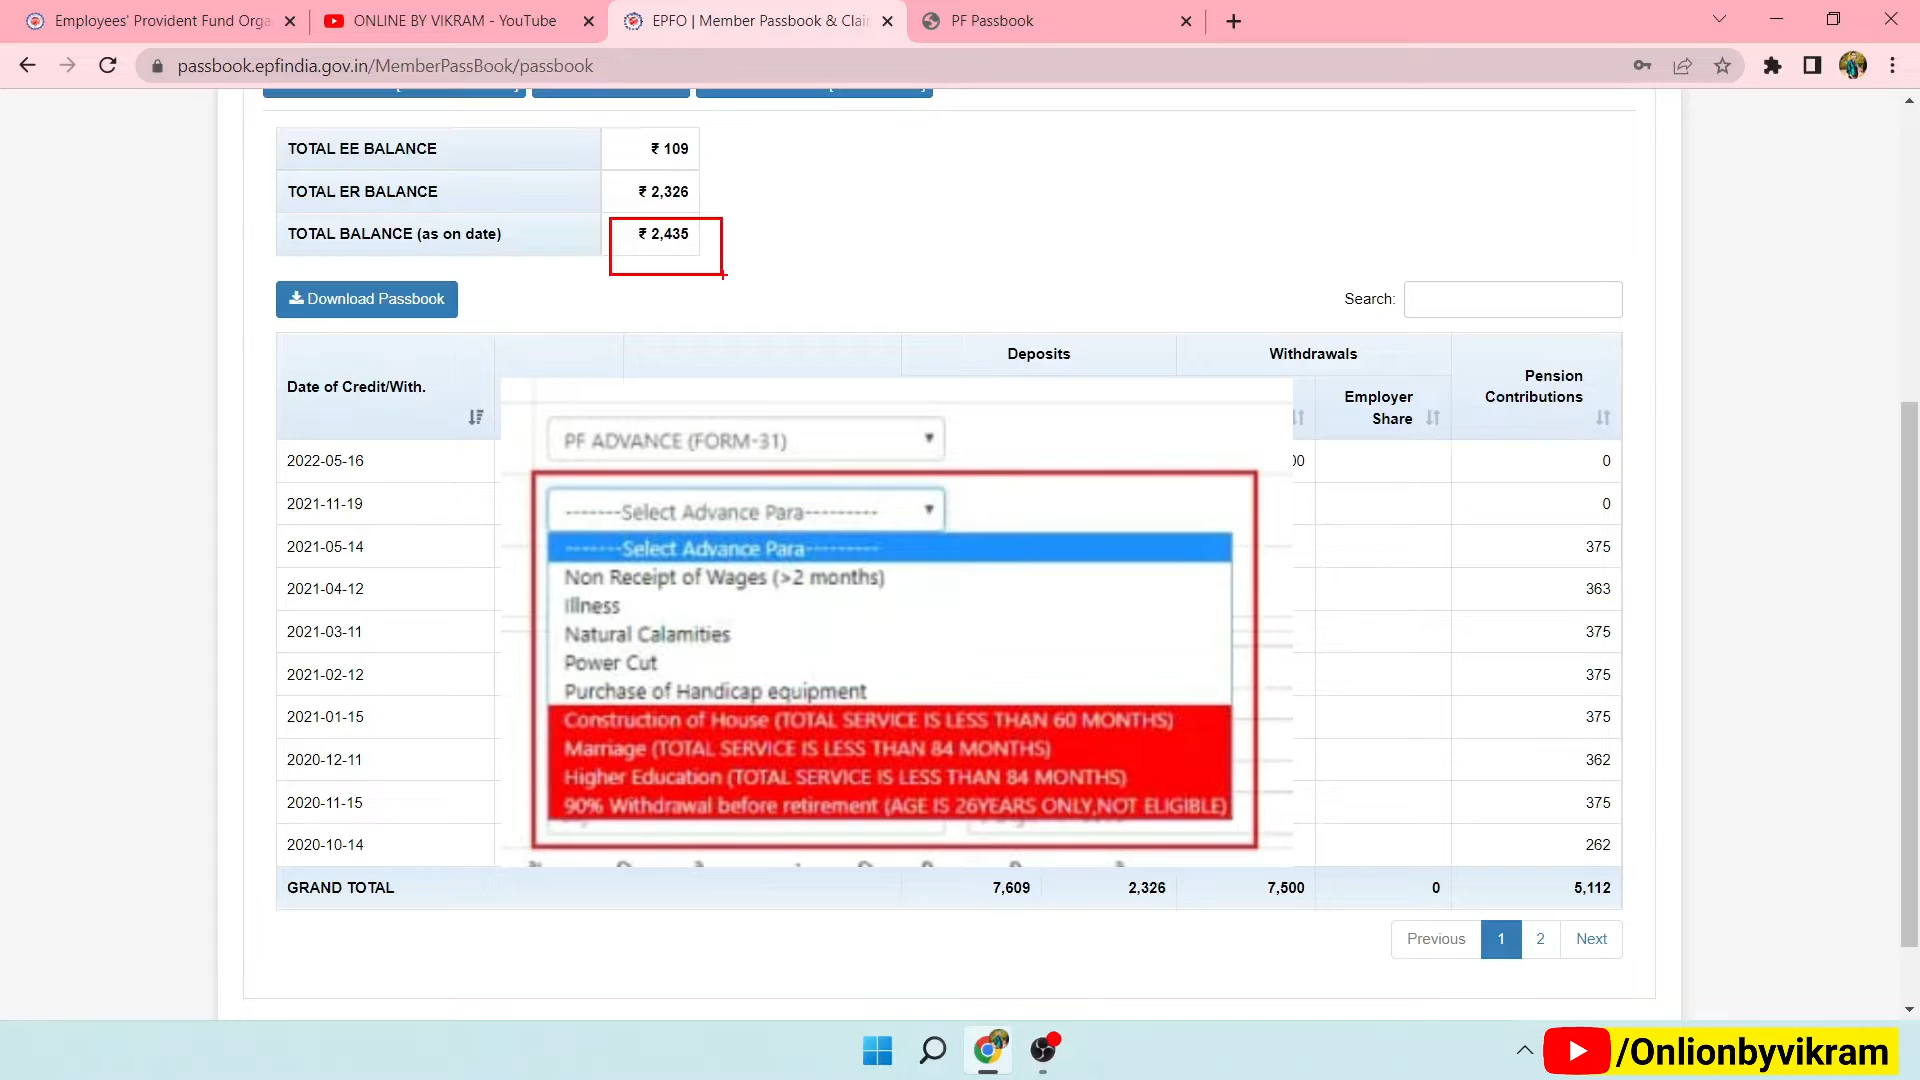 Employees' Provident Fund Orga
ONLINE BY VIKRAM - YouTube
EPFO | Member Passbook & Clai
PF Passbook
passbook.epfindia.gov.in/MemberPassBook/passbook
TOTAL EE BALANCE ₹ 109
TOTAL ER BALANCE ₹ 2,326
TOTAL BALANCE (as on date) ₹ 2,435
Download Passbook
Search:
Date of Credit/With.
Deposits
Withdrawals
Employer
Share
Pension
Contributions
PF ADVANCE (FORM-31)
-------Select Advance Para---------
-------Select Advance Para---------
Non Receipt of Wages (>2 months)
Illness
Natural Calamities
Power Cut
Purchase of Handicap equipment
Construction of House (TOTAL SERVICE IS LESS THAN 60 MONTHS)
Marriage (TOTAL SERVICE IS LESS THAN 84 MONTHS)
Higher Education (TOTAL SERVICE IS LESS THAN 84 MONTHS)
90% Withdrawal before retirement (AGE IS 26YEARS ONLY,NOT ELIGIBLE)
2022-05-16 00 0
2021-11-19 0
2021-05-14 375
2021-04-12 363
2021-03-11 375
2021-02-12 375
2021-01-15 375
2020-12-11 362
2020-11-15 375
2020-10-14 262
GRAND TOTAL 7,609 2,326 7,500 0 5,112
Previous 1 2 Next
/Onlionbyvikram